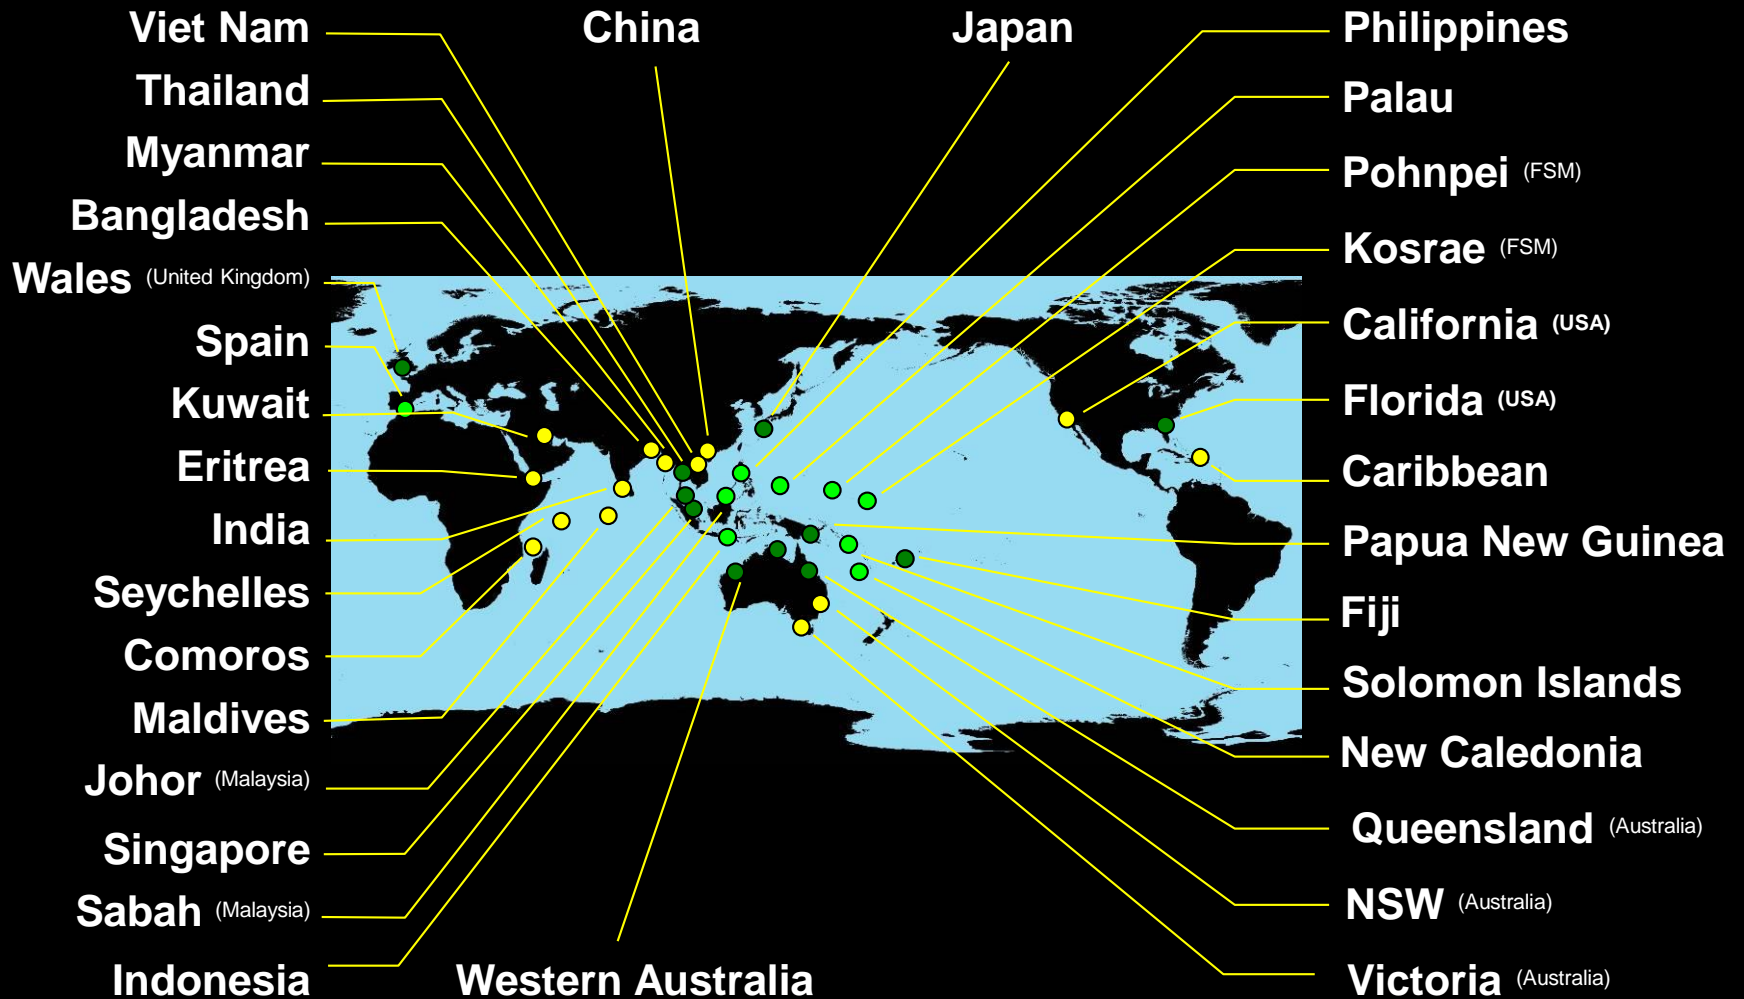 Viet Nam
Thailand
Myanmar
Bangladesh
Wales (United Kingdom)
Spain
Kuwait
Eritrea
India
Seychelles
Comoros
Maldives
Johor (Malaysia)
Singapore
Sabah (Malaysia)
Indonesia
China
Japan
Western Australia
Philippines
Palau
Pohnpei (FSM)
Kosrae (FSM)
California (USA)
Florida (USA)
Caribbean
Papua New Guinea
Fiji
Solomon Islands
New Caledonia
Queensland (Australia)
NSW (Australia)
Victoria (Australia)